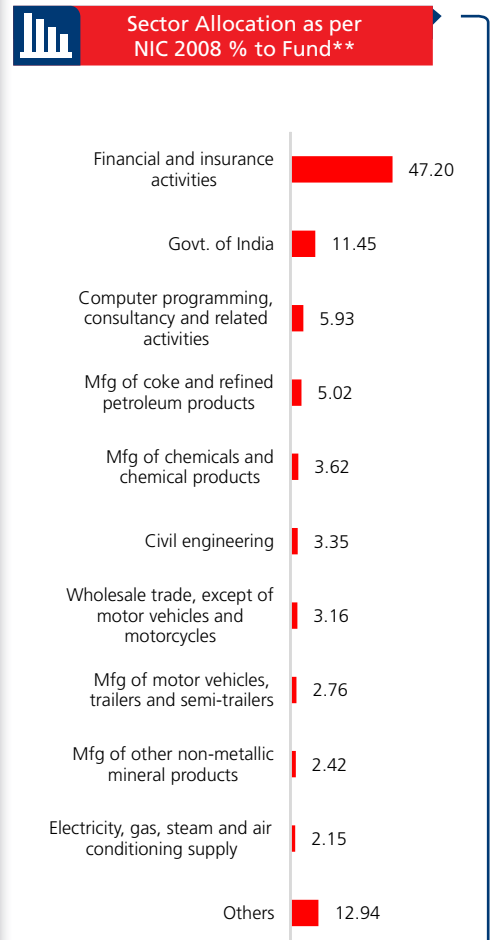 Sector Allocation as per
NIC 2008 % to Fund**
Financial and insurance
activities
47.20
Govt. of India
11.45
Computer programming,
consultancy and related
activities
5.93
Mfg of coke and refined
petroleum products
5.02
Mfg of chemicals and
chemical products
3.62
Civil engineering
3.35
Wholesale trade, except of
motor vehicles and
motorcycles
3.16
Mfg of motor vehicles,
trailers and semi-trailers
2.76
Mfg of other non-metallic
mineral products
2.42
Electricity, gas, steam and air
conditioning supply
2.15
Others
12.94